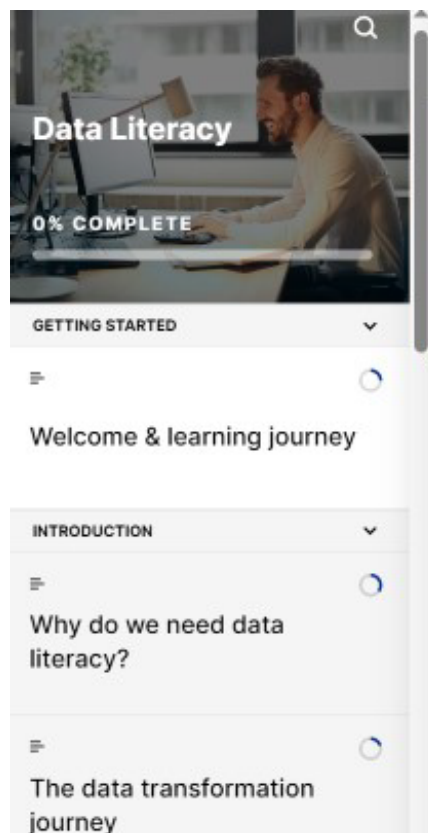 Data Literacy
0% COMPLETE
GETTING STARTED
Welcome & learning journey
INTRODUCTION
Why do we need data
literacy?
The data transformation
journey